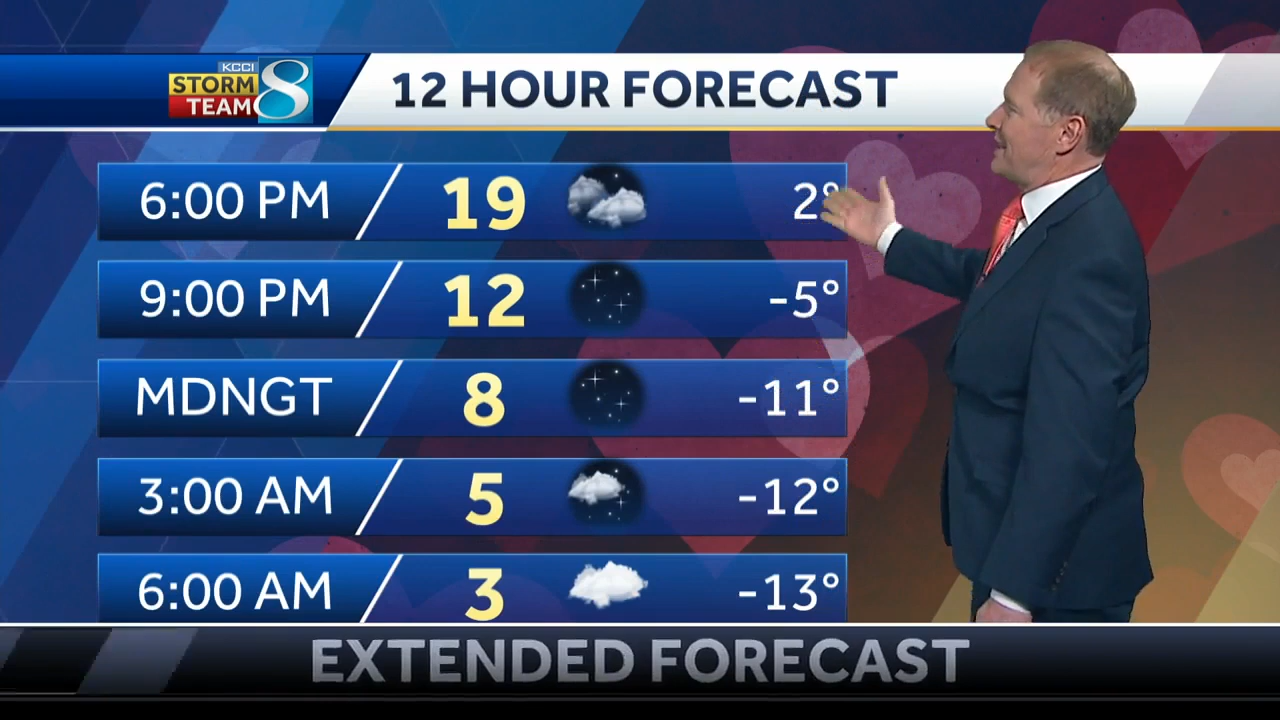 KCCI
STORM
TEAM 8
12 HOUR FORECAST
6:00 PM 19 2°
9:00 PM 12 -5°
MDNGT 8 -11°
3:00 AM 5 -12°
6:00 AM 3 -13°
EXTENDED FORECAST